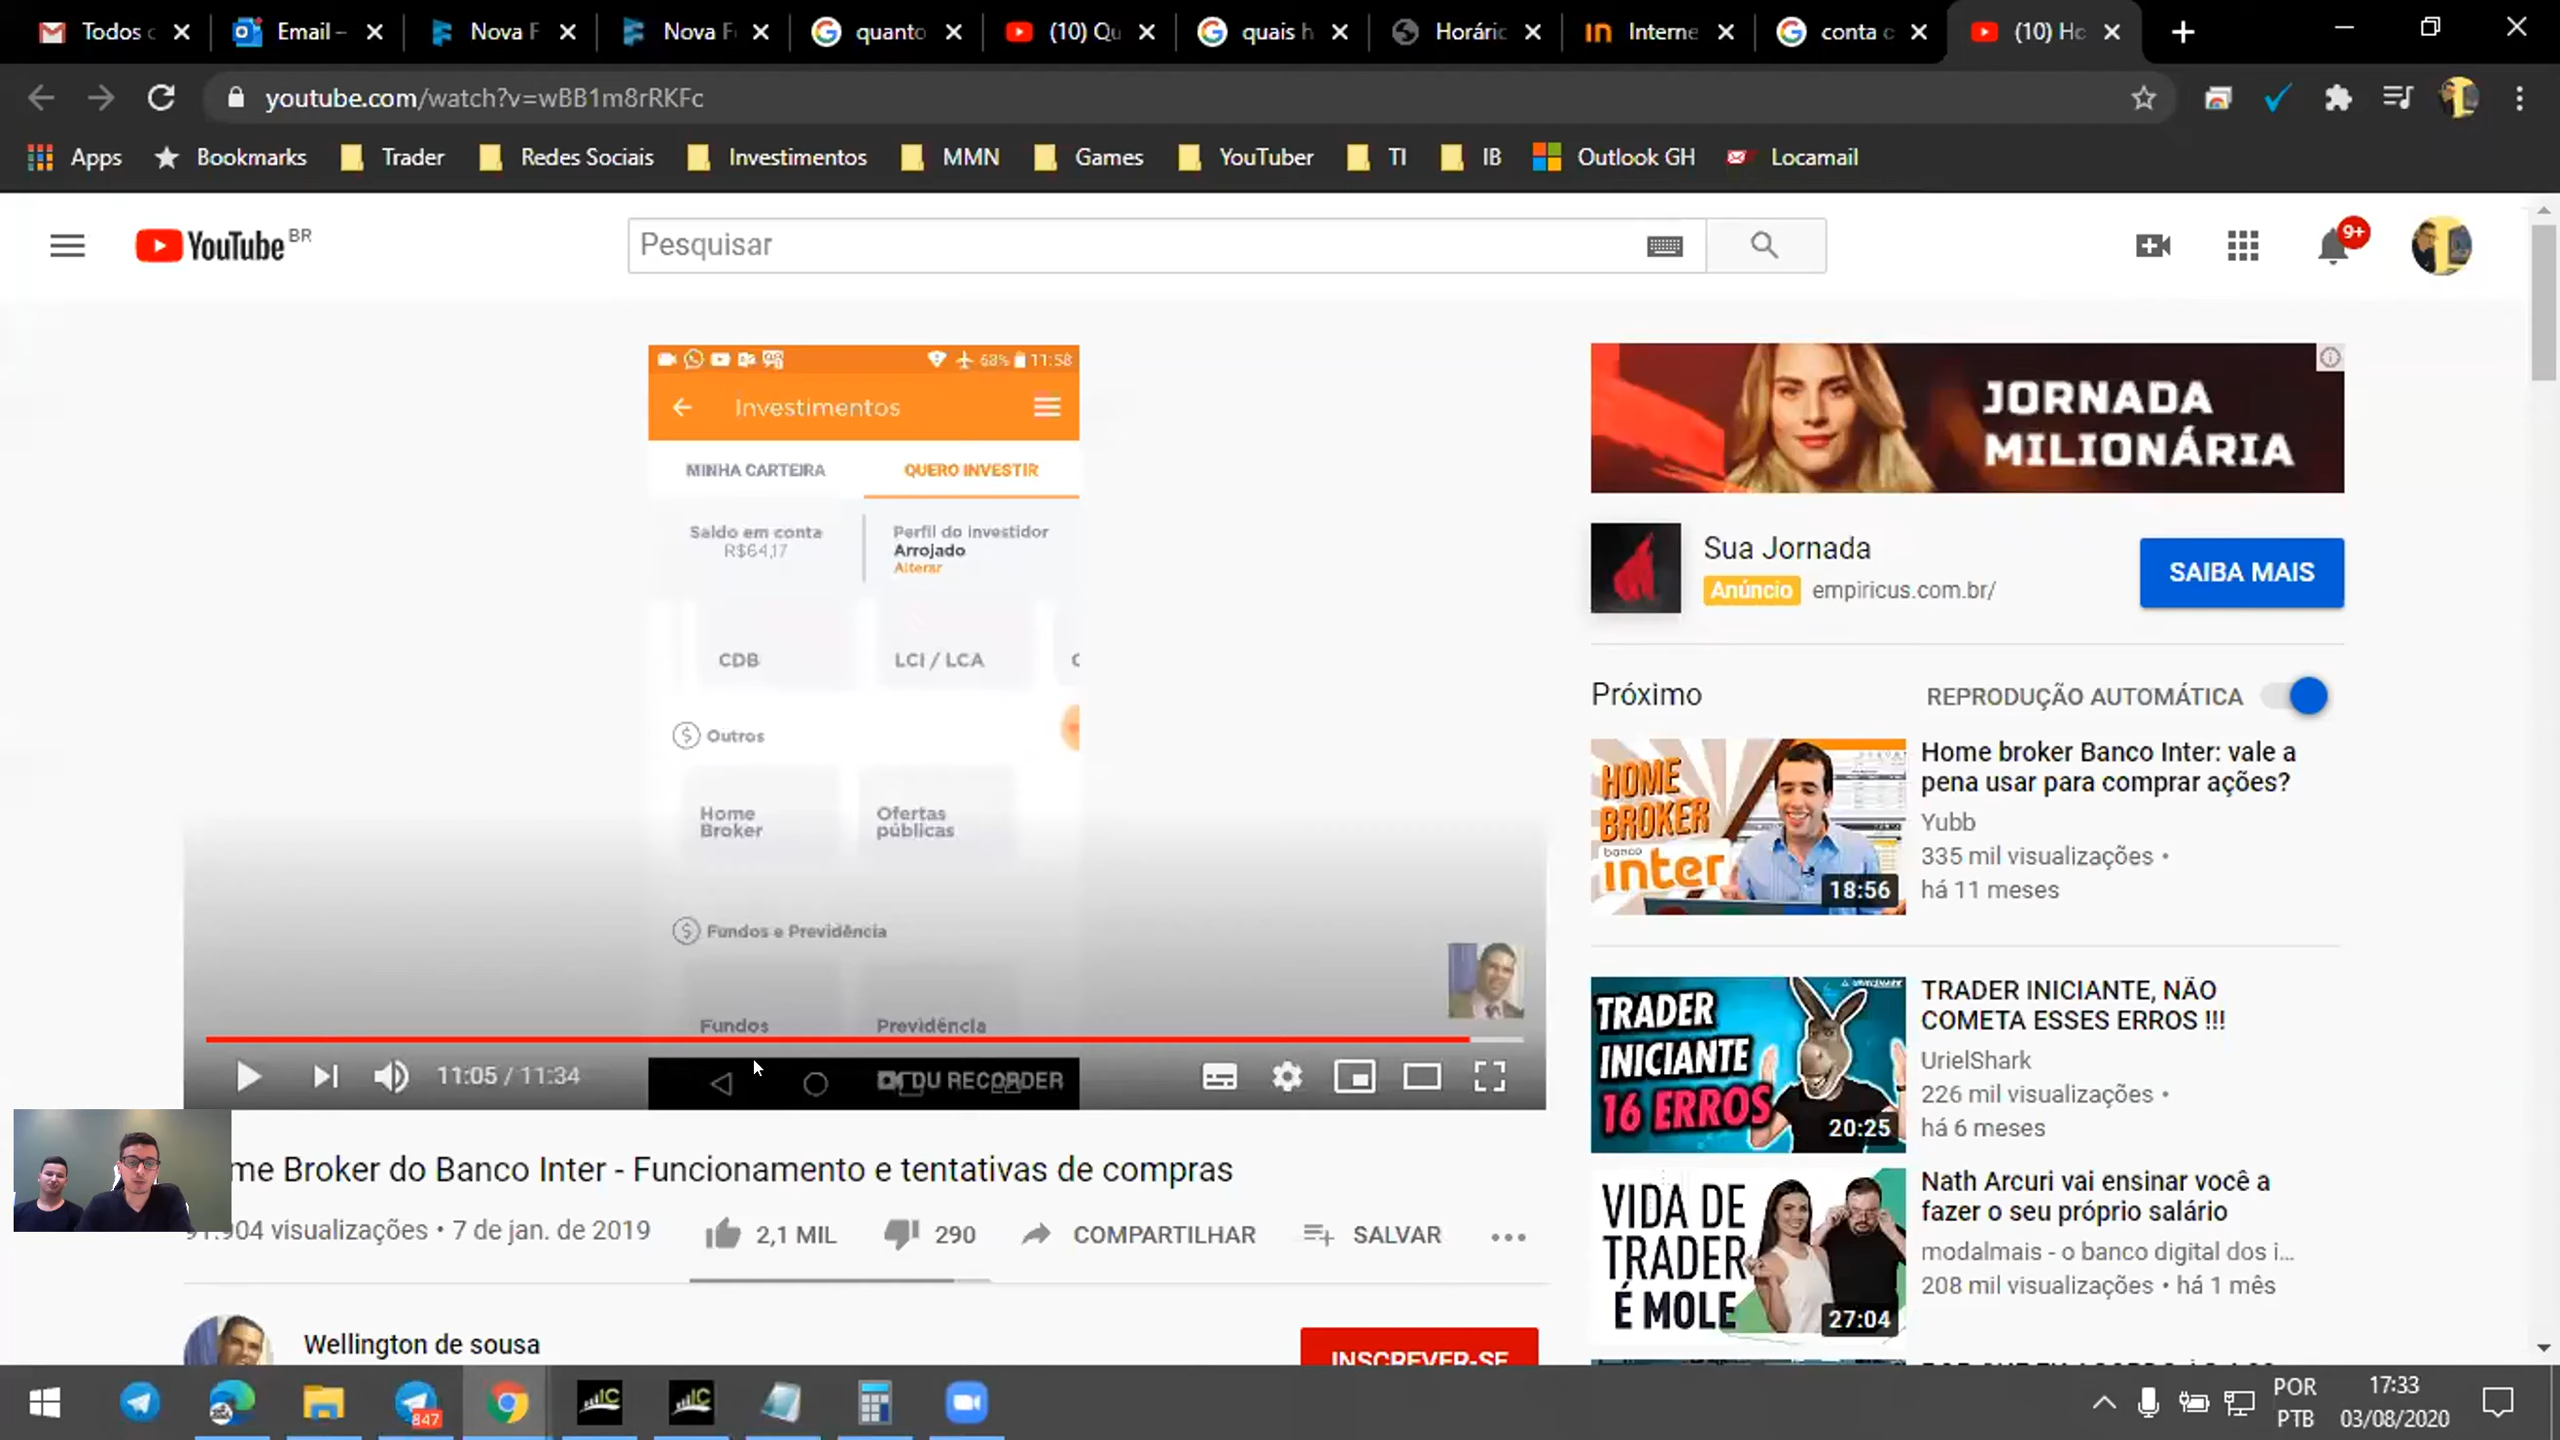 Todos c
Email –
Nova F
Nova F
quanto
(10) Qu
quais h
Horário
Interne
conta c
(10) Ho
youtube.com/watch?v=wBB1m8rRKFc
Apps
Bookmarks
Trader
Redes Sociais
Investimentos
MMN
Games
YouTuber
TI
IB
Outlook GH
Locamail
YouTube BR
Pesquisar
9+
68% 11:58
Investimentos
MINHA CARTEIRA
QUERO INVESTIR
Saldo em conta
R$64,17
Perfil do investidor
Arrojado
Alterar
CDB
LCI / LCA
Outros
Home
Broker
Ofertas
públicas
Fundos e Previdência
Fundos
Previdência
11:05 / 11:34
DU RECORDER
me Broker do Banco Inter - Funcionamento e tentativas de compras
91.904 visualizações • 7 de jan. de 2019
2,1 MIL
290
COMPARTILHAR
SALVAR
Wellington de sousa
INSCREVER-SE
JORNADA
MILIONÁRIA
Sua Jornada
Anúncio empiricus.com.br/
SAIBA MAIS
Próximo
REPRODUÇÃO AUTOMÁTICA
HOME
BROKER
banco
inter
18:56
Home broker Banco Inter: vale a
pena usar para comprar ações?
Yubb
335 mil visualizações •
há 11 meses
TRADER
INICIANTE
16 ERROS
20:25
TRADER INICIANTE, NÃO
COMETA ESSES ERROS !!!
UrielShark
226 mil visualizações •
há 6 meses
VIDA DE
TRADER
É MOLE
27:04
Nath Arcuri vai ensinar você a
fazer o seu próprio salário
modalmais - o banco digital dos i...
208 mil visualizações • há 1 mês
847
IC
IC
POR
PTB
17:33
03/08/2020